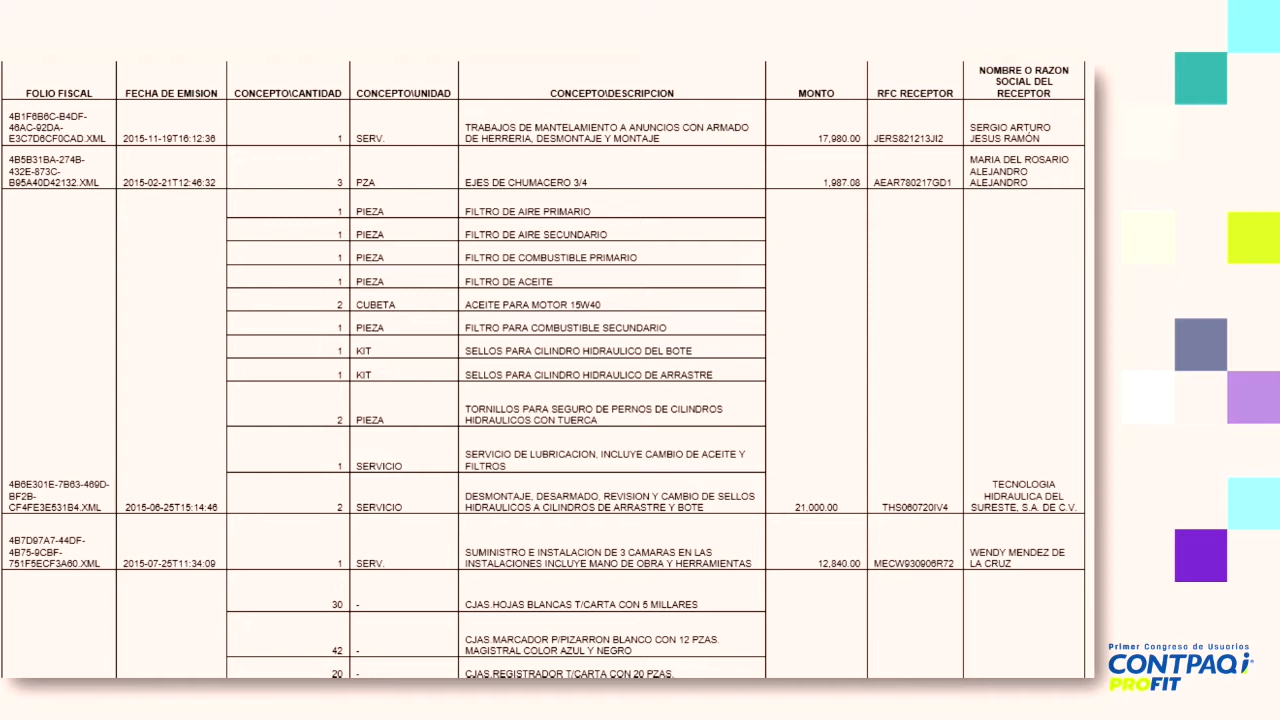 NOMBRE O RAZON
SOCIAL DEL
FOLIO FISCAL FECHA DE EMISION CONCEPTO\CANTIDAD CONCEPTO\UNIDAD CONCEPTO\DESCRIPCION MONTO RFC RECEPTOR RECEPTOR
4B1F6B6C-B4DF-
46AC-92DA- TRABAJOS DE MANTELAMIENTO A ANUNCIOS CON ARMADO SERGIO ARTURO
E3C7D6CF0CAD.XML 2015-11-19T16:12:36 1 SERV. DE HERRERIA, DESMONTAJE Y MONTAJE 17,980.00 JERS821213JI2 JESUS RAMÓN
4B5B31BA-274B- MARIA DEL ROSARIO
432E-873C- ALEJANDRO
B95A40D42132.XML 2015-02-21T12:46:32 3 PZA EJES DE CHUMACERO 3/4 1,987.08 AEAR780217GD1 ALEJANDRO
1 PIEZA FILTRO DE AIRE PRIMARIO
1 PIEZA FILTRO DE AIRE SECUNDARIO
1 PIEZA FILTRO DE COMBUSTIBLE PRIMARIO
1 PIEZA FILTRO DE ACEITE
2 CUBETA ACEITE PARA MOTOR 15W40
1 PIEZA FILTRO PARA COMBUSTIBLE SECUNDARIO
1 KIT SELLOS PARA CILINDRO HIDRAULICO DEL BOTE
1 KIT SELLOS PARA CILINDRO HIDRAULICO DE ARRASTRE
TORNILLOS PARA SEGURO DE PERNOS DE CILINDROS
2 PIEZA HIDRAULICOS CON TUERCA
SERVICIO DE LUBRICACION, INCLUYE CAMBIO DE ACEITE Y
1 SERVICIO FILTROS
4B6E301E-7B63-469D- TECNOLOGIA
BF2B- DESMONTAJE, DESARMADO, REVISION Y CAMBIO DE SELLOS HIDRAULICA DEL
CF4FE3E531B4.XML 2015-06-25T15:14:46 2 SERVICIO HIDRAULICOS A CILINDROS DE ARRASTRE Y BOTE 21,000.00 THS060720IV4 SURESTE, S.A. DE C.V.
4B7D97A7-44DF-
4B75-9CBF- SUMINISTRO E INSTALACION DE 3 CAMARAS EN LAS WENDY MENDEZ DE
751F5ECF3A60.XML 2015-07-25T11:34:09 1 SERV. INSTALACIONES INCLUYE MANO DE OBRA Y HERRAMIENTAS 12,840.00 MECW930906R72 LA CRUZ
30 - CJAS.HOJAS BLANCAS T/CARTA CON 5 MILLARES
CJAS.MARCADOR P/PIZARRON BLANCO CON 12 PZAS.
42 - MAGISTRAL COLOR AZUL Y NEGRO
20 - CJAS.REGISTRADOR T/CARTA CON 20 PZAS.
Primer Congreso de Usuarios
CONTPAQi
PROFIT